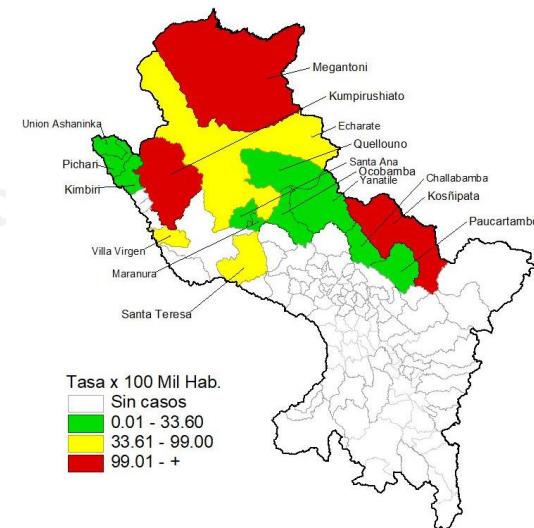 Megantoni
Kumpirushiato
Echarate
Quellouno
Santa Ana
Ocobamba
Yanatile
Challabamba
Kosñipata
Paucartambo
Union Ashaninka
Pichari
Kimbiri
Villa Virgen
Maranura
Santa Teresa
Tasa x 100 Mil Hab.
Sin casos
0.01 - 33.60
33.61 - 99.00
99.01 - +